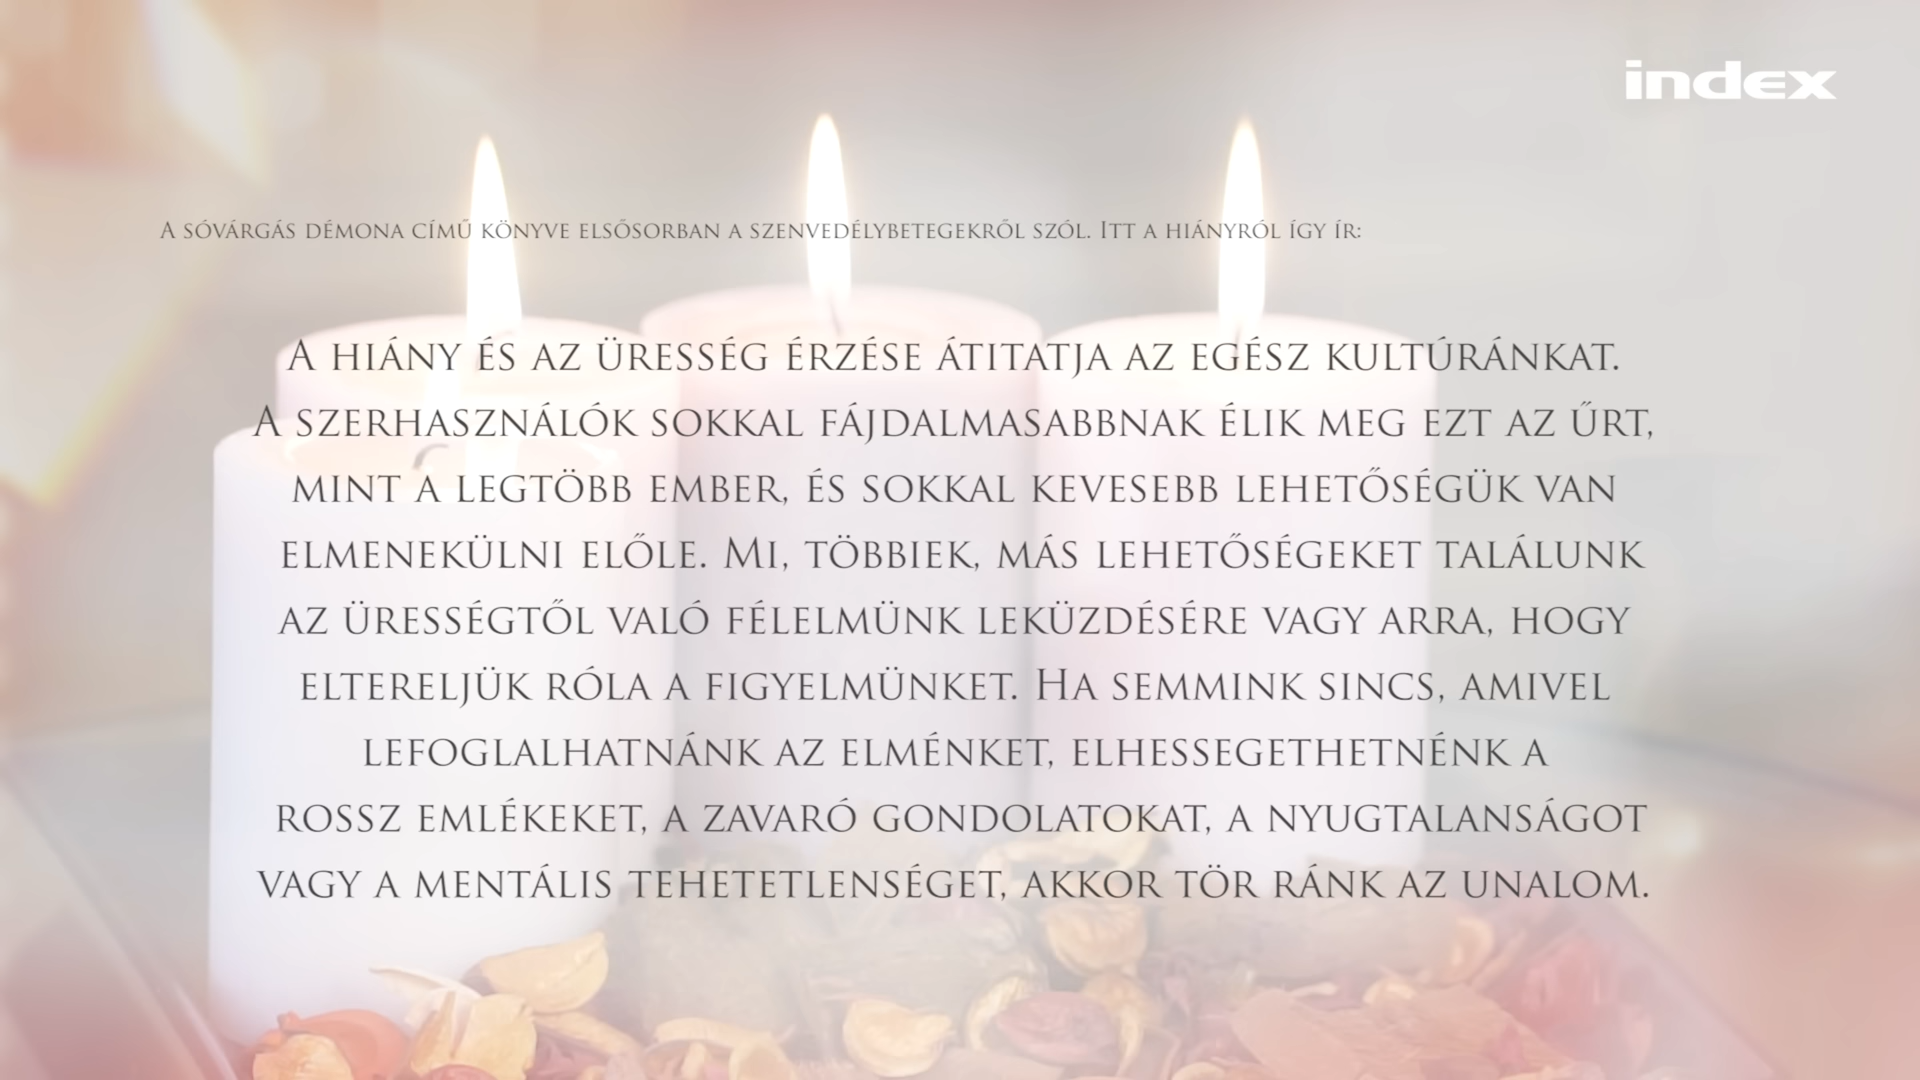 index
A sóvárgás démona című könyve elsősorban a szenvedélybetegekről szól. Itt a hiányról így ír:
A hiány és az üresség érzése átitatja az egész kultúránkat.
A szerhasználók sokkal fájdalmasabbnak élik meg ezt az űrt,
mint a legtöbb ember, és sokkal kevesebb lehetőségük van
elmenekülni előle. Mi, többiek, más lehetőségeket találunk
az ürességtől való félelmünk leküzdésére vagy arra, hogy
eltereljük róla a figyelmünket. Ha semmink sincs, amivel
lefoglalhatnánk az elménket, elhessegethetnénk a
rossz emlékeket, a zavaró gondolatokat, a nyugtalanságot
vagy a mentális tehetetlenséget, akkor tör ránk az unalom.